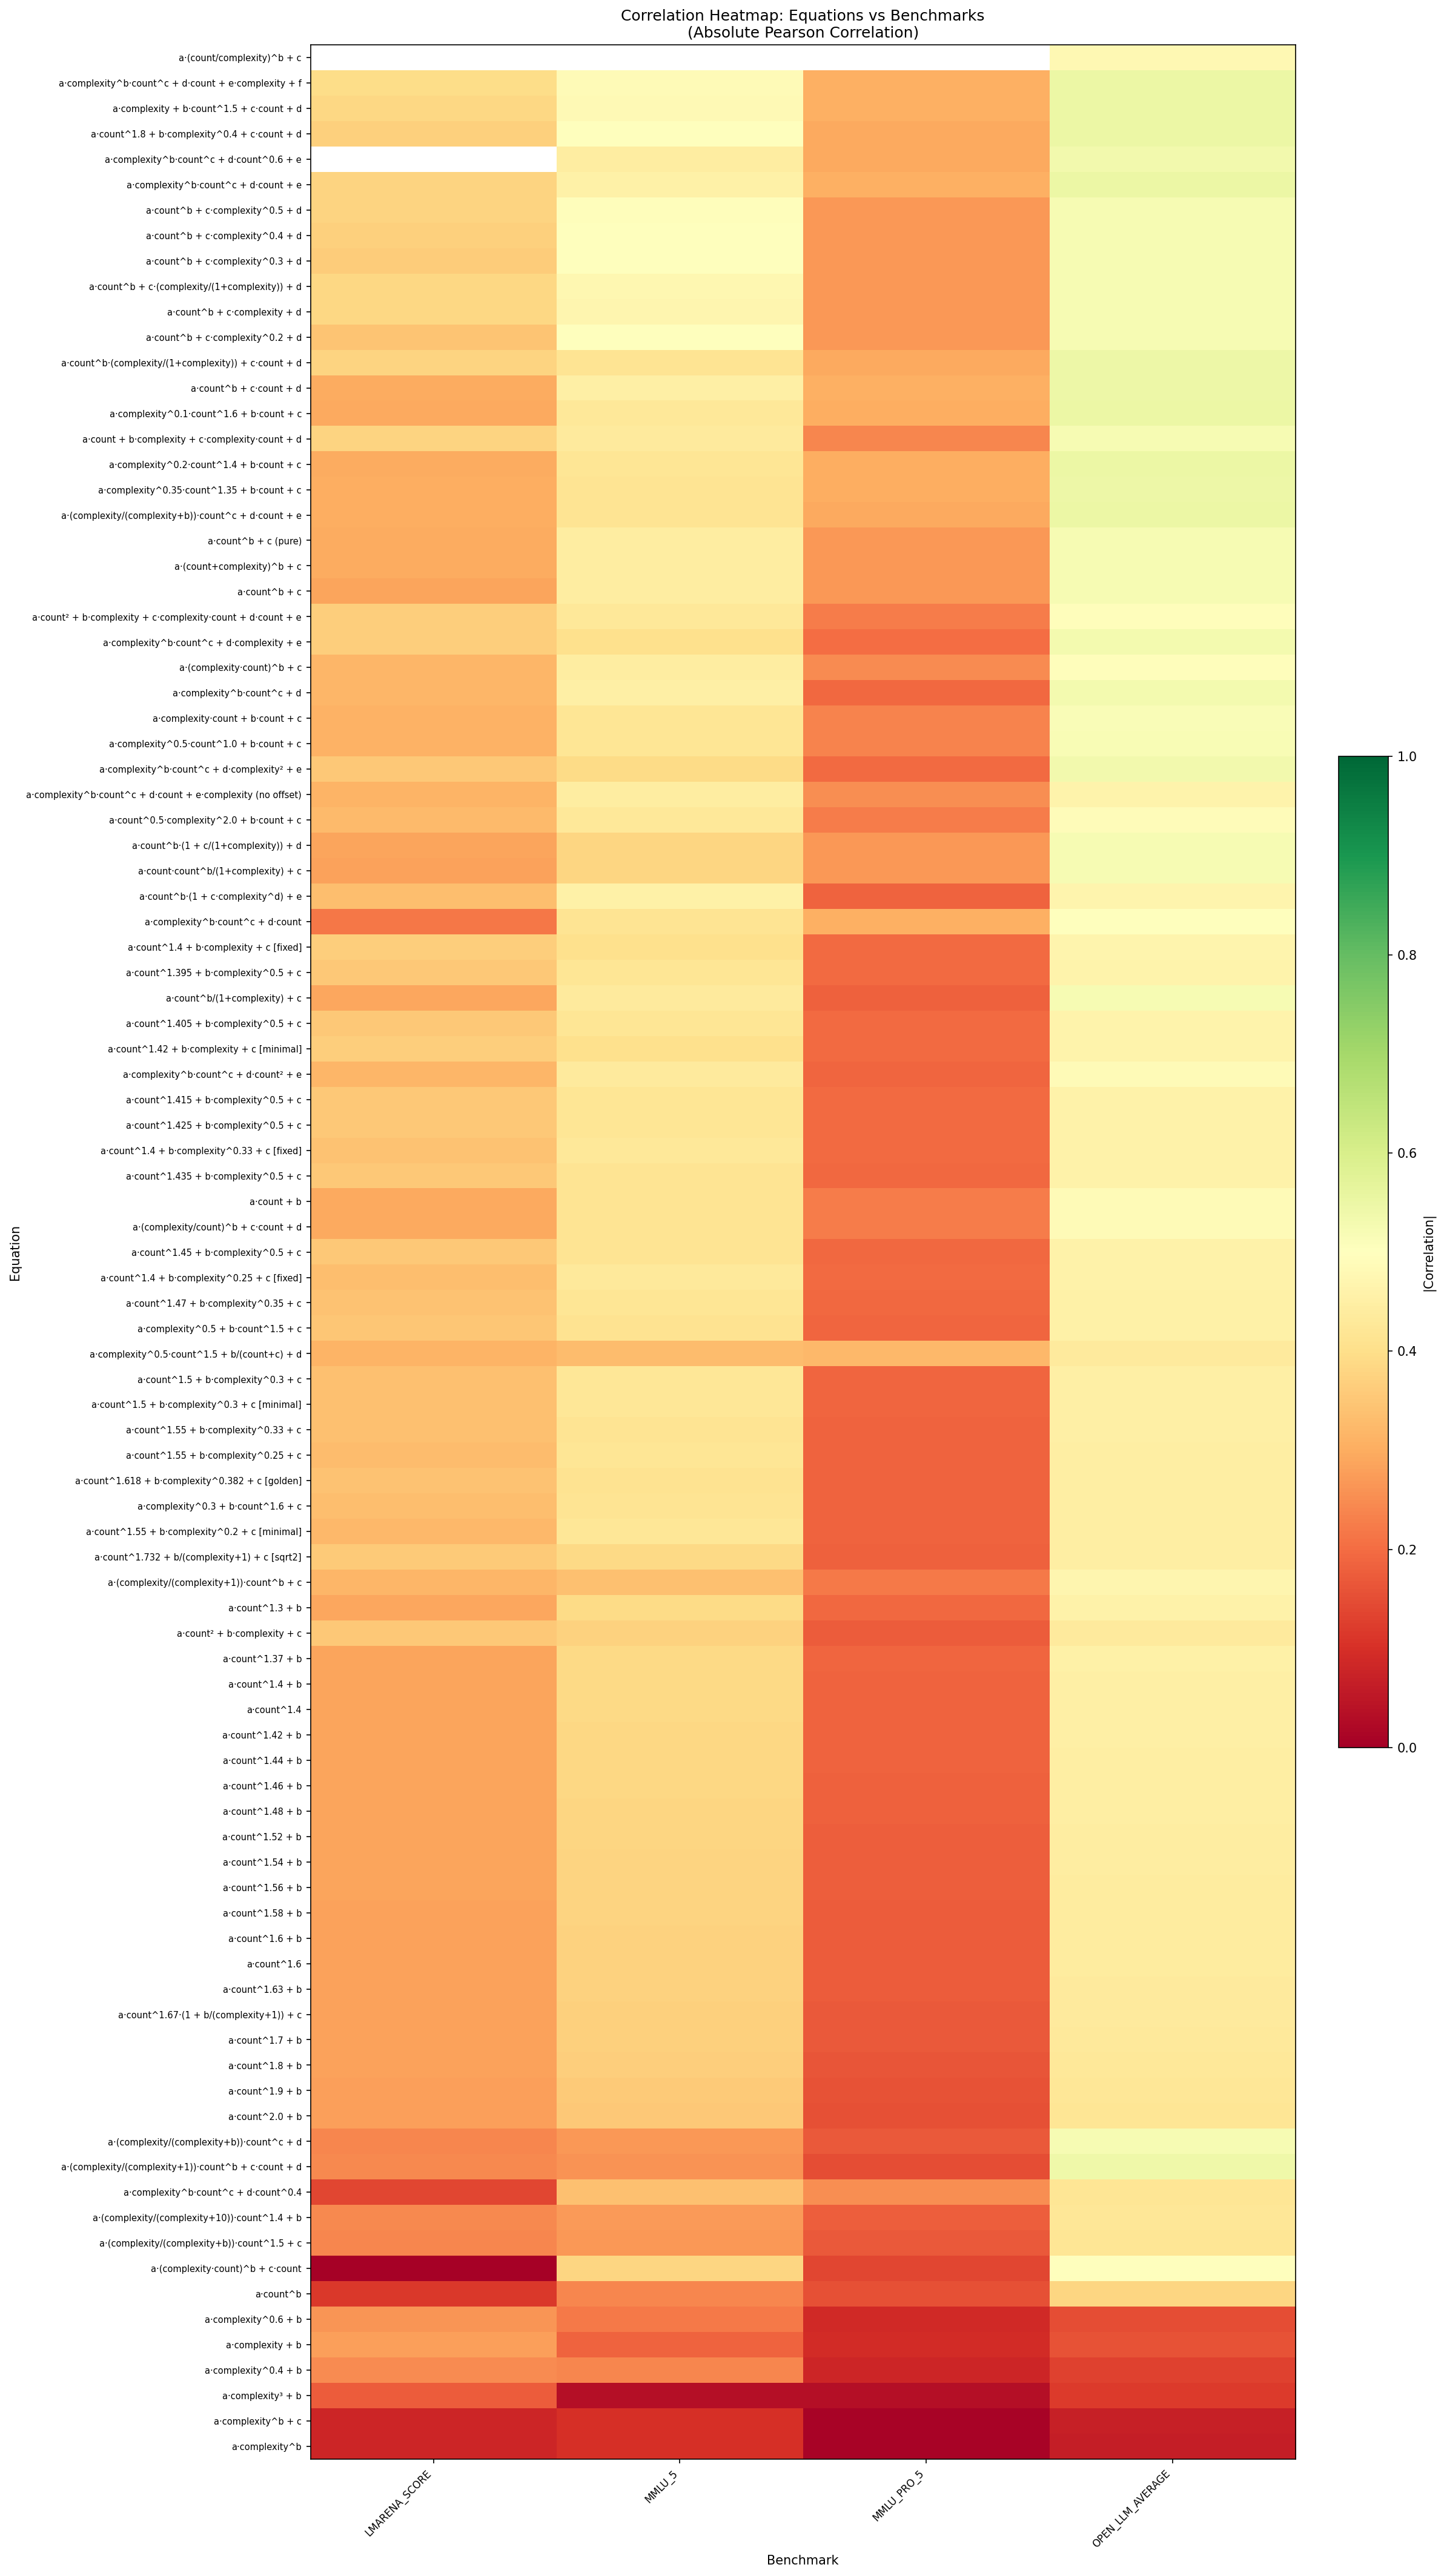 Correlation Heatmap: Equations vs Benchmarks
(Absolute Pearson Correlation)
a·(count/complexity)^b + c
a·complexity^b·count^c + d·count + e·complexity + f
a·complexity + b·count^1.5 + c·count + d
a·count^1.8 + b·complexity^0.4 + c·count + d
a·complexity^b·count^c + d·count^0.6 + e
a·complexity^b·count^c + d·count + e
a·count^b + c·complexity^0.5 + d
a·count^b + c·complexity^0.4 + d
a·count^b + c·complexity^0.3 + d
a·count^b + c·(complexity/(1+complexity)) + d
a·count^b + c·complexity + d
a·count^b + c·complexity^0.2 + d
a·count^b·(complexity/(1+complexity)) + c·count + d
a·count^b + c·count + d
a·complexity^0.1·count^1.6 + b·count + c
a·count + b·complexity + c·complexity·count + d
a·complexity^0.2·count^1.4 + b·count + c
a·complexity^0.35·count^1.35 + b·count + c
a·(complexity/(complexity+b))·count^c + d·count + e
a·count^b + c (pure)
a·(count+complexity)^b + c
a·count^b + c
a·count² + b·complexity + c·complexity·count + d·count + e
a·complexity^b·count^c + d·complexity + e
a·(complexity·count)^b + c
a·complexity^b·count^c + d
a·complexity·count + b·count + c
a·complexity^0.5·count^1.0 + b·count + c
a·complexity^b·count^c + d·complexity² + e
a·complexity^b·count^c + d·count + e·complexity (no offset)
a·count^0.5·complexity^2.0 + b·count + c
a·count^b·(1 + c/(1+complexity)) + d
a·count·count^b/(1+complexity) + c
a·count^b·(1 + c·complexity^d) + e
a·complexity^b·count^c + d·count
a·count^1.4 + b·complexity + c [fixed]
a·count^1.395 + b·complexity^0.5 + c
a·count^b/(1+complexity) + c
a·count^1.405 + b·complexity^0.5 + c
a·count^1.42 + b·complexity + c [minimal]
a·complexity^b·count^c + d·count² + e
a·count^1.415 + b·complexity^0.5 + c
a·count^1.425 + b·complexity^0.5 + c
a·count^1.4 + b·complexity^0.33 + c [fixed]
a·count^1.435 + b·complexity^0.5 + c
a·count + b
a·(complexity/count)^b + c·count + d
a·count^1.45 + b·complexity^0.5 + c
a·count^1.4 + b·complexity^0.25 + c [fixed]
a·count^1.47 + b·complexity^0.35 + c
a·complexity^0.5 + b·count^1.5 + c
a·complexity^0.5·count^1.5 + b/(count+c) + d
a·count^1.5 + b·complexity^0.3 + c
a·count^1.5 + b·complexity^0.3 + c [minimal]
a·count^1.55 + b·complexity^0.33 + c
a·count^1.55 + b·complexity^0.25 + c
a·count^1.618 + b·complexity^0.382 + c [golden]
a·complexity^0.3 + b·count^1.6 + c
a·count^1.55 + b·complexity^0.2 + c [minimal]
a·count^1.732 + b/(complexity+1) + c [sqrt2]
a·(complexity/(complexity+1))·count^b + c
a·count^1.3 + b
a·count² + b·complexity + c
a·count^1.37 + b
a·count^1.4 + b
a·count^1.4
a·count^1.42 + b
a·count^1.44 + b
a·count^1.46 + b
a·count^1.48 + b
a·count^1.52 + b
a·count^1.54 + b
a·count^1.56 + b
a·count^1.58 + b
a·count^1.6 + b
a·count^1.6
a·count^1.63 + b
a·count^1.67·(1 + b/(complexity+1)) + c
a·count^1.7 + b
a·count^1.8 + b
a·count^1.9 + b
a·count^2.0 + b
a·(complexity/(complexity+b))·count^c + d
a·(complexity/(complexity+1))·count^b + c·count + d
a·complexity^b·count^c + d·count^0.4
a·(complexity/(complexity+10))·count^1.4 + b
a·(complexity/(complexity+b))·count^1.5 + c
a·(complexity·count)^b + c·count
a·count^b
a·complexity^0.6 + b
a·complexity + b
a·complexity^0.4 + b
a·complexity³ + b
a·complexity^b + c
a·complexity^b
Equation
LMARENA_SCORE
MMLU_5
MMLU_PRO_5
OPEN_LLM_AVERAGE
Benchmark
1.0
0.8
0.6
0.4
0.2
0.0
|Correlation|